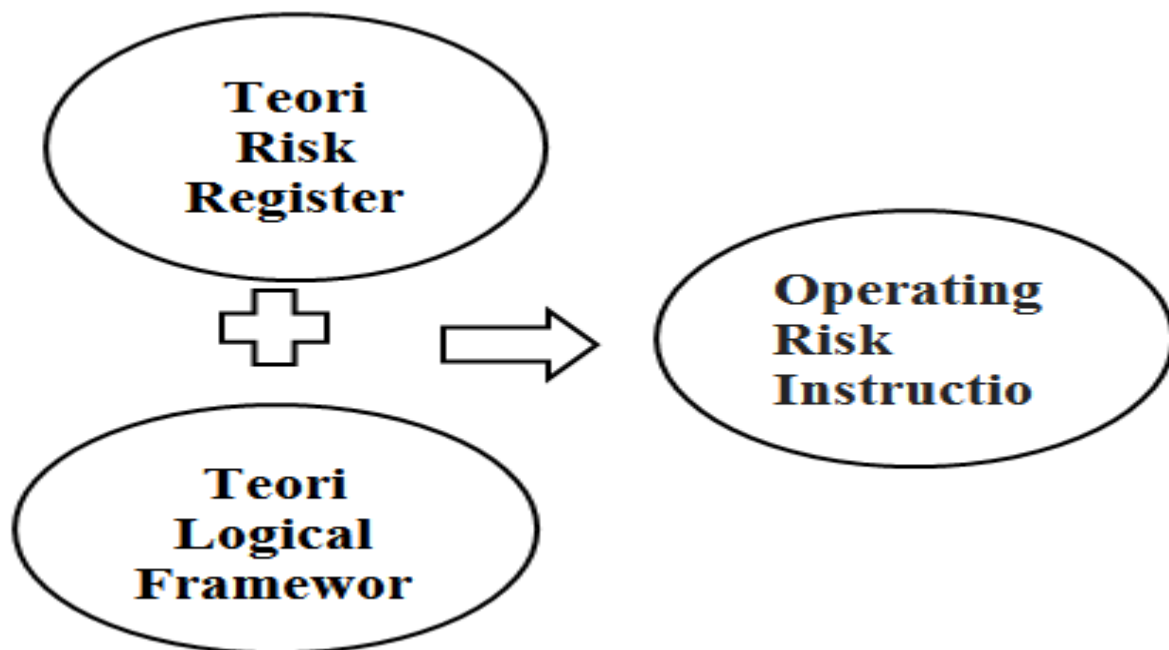 Teori
Risk
Register
Operating
Risk
Instructio
Teori
Logical
Framewor